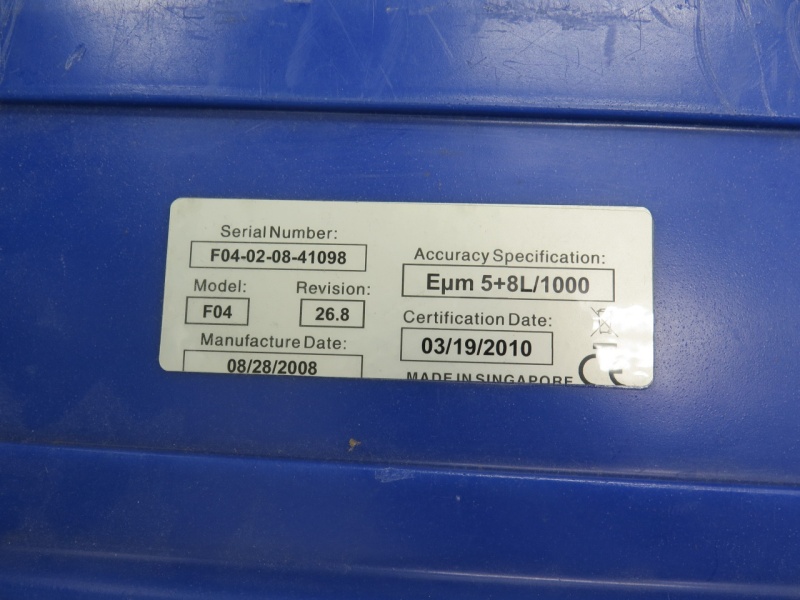 Serial Number:
F04-02-08-41098
Model:
Revision:
F04
26.8
Manufacture Date:
08/28/2008
Accuracy Specification:
Eµm 5+8L/1000
Certification Date:
03/19/2010
MADE IN SINGAPORE
CE